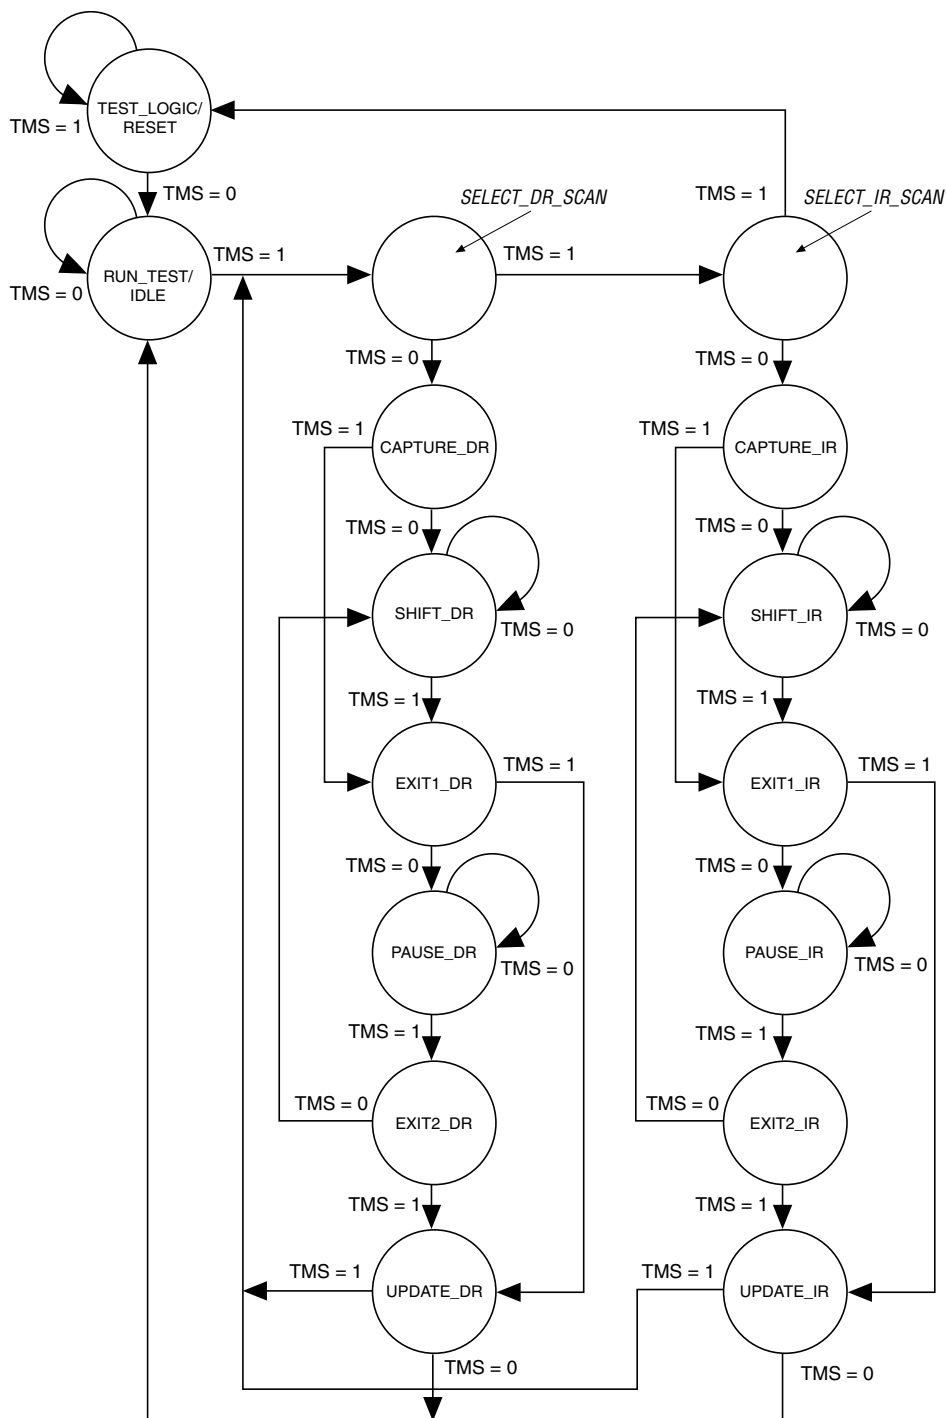 TEST_LOGIC/
RESET
TMS = 1
TMS = 0
SELECT_DR_SCAN
TMS = 1
SELECT_IR_SCAN
RUN_TEST/
IDLE
TMS = 0
TMS = 1
TMS = 1
TMS = 0
TMS = 0
TMS = 1
CAPTURE_DR
TMS = 1
CAPTURE_IR
TMS = 0
TMS = 0
SHIFT_DR
TMS = 0
SHIFT_IR
TMS = 0
TMS = 1
TMS = 1
EXIT1_DR
TMS = 1
EXIT1_IR
TMS = 1
TMS = 0
TMS = 0
PAUSE_DR
TMS = 0
PAUSE_IR
TMS = 0
TMS = 1
TMS = 1
TMS = 0
EXIT2_DR
TMS = 0
EXIT2_IR
TMS = 1
TMS = 1
TMS = 1
UPDATE_DR
TMS = 1
UPDATE_IR
TMS = 0
TMS = 0